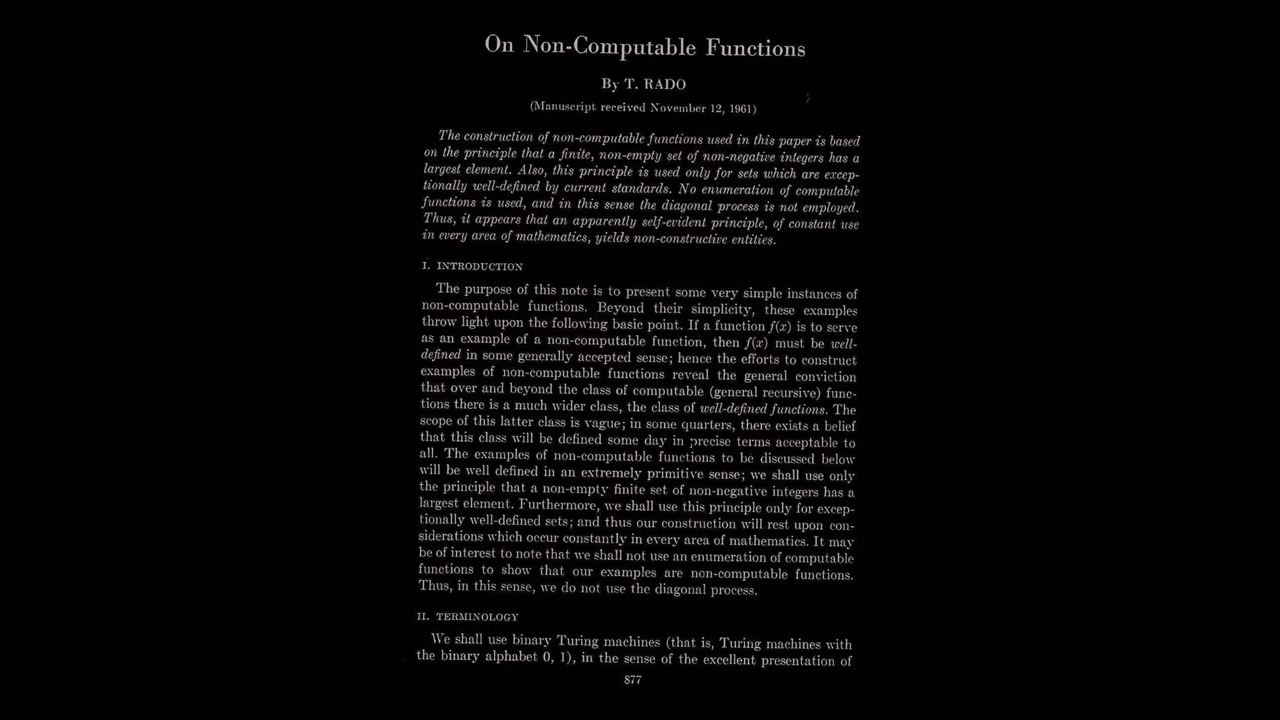 On Non-Computable Functions
By T. RADO
(Manuscript received November 12, 1961)
The construction of non-computable functions used in this paper is based
on the principle that a finite, non-empty set of non-negative integers has a
largest element. Also, this principle is used only for sets which are excep-
tionally well-defined by current standards. No enumeration of computable
functions is used, and in this sense the diagonal process is not employed.
Thus, it appears that an apparently self-evident principle, of constant use
in every area of mathematics, yields non-constructive entities.
I. INTRODUCTION
The purpose of this note is to present some very simple instances of
non-computable functions. Beyond their simplicity, these examples
throw light upon the following basic point. If a function f(x) is to serve
as an example of a non-computable function, then f(x) must be well-
defined in some generally accepted sense; hence the efforts to construct
examples of non-computable functions reveal the general conviction
that over and beyond the class of computable (general recursive) func-
tions there is a much wider class, the class of well-defined functions. The
scope of this latter class is vague; in some quarters, there exists a belief
that this class will be defined some day in precise terms acceptable to
all. The examples of non-computable functions to be discussed below
will be well defined in an extremely primitive sense; we shall use only
the principle that a non-empty finite set of non-negative integers has a
largest element. Furthermore, we shall use this principle only for excep-
tionally well-defined sets; and thus our construction will rest upon con-
siderations which occur constantly in every area of mathematics. It may
be of interest to note that we shall not use an enumeration of computable
functions to show that our examples are non-computable functions.
Thus, in this sense, we do not use the diagonal process.
II. TERMINOLOGY
We shall use binary Turing machines (that is, Turing machines with
the binary alphabet 0, 1), in the sense of the excellent presentation of
877